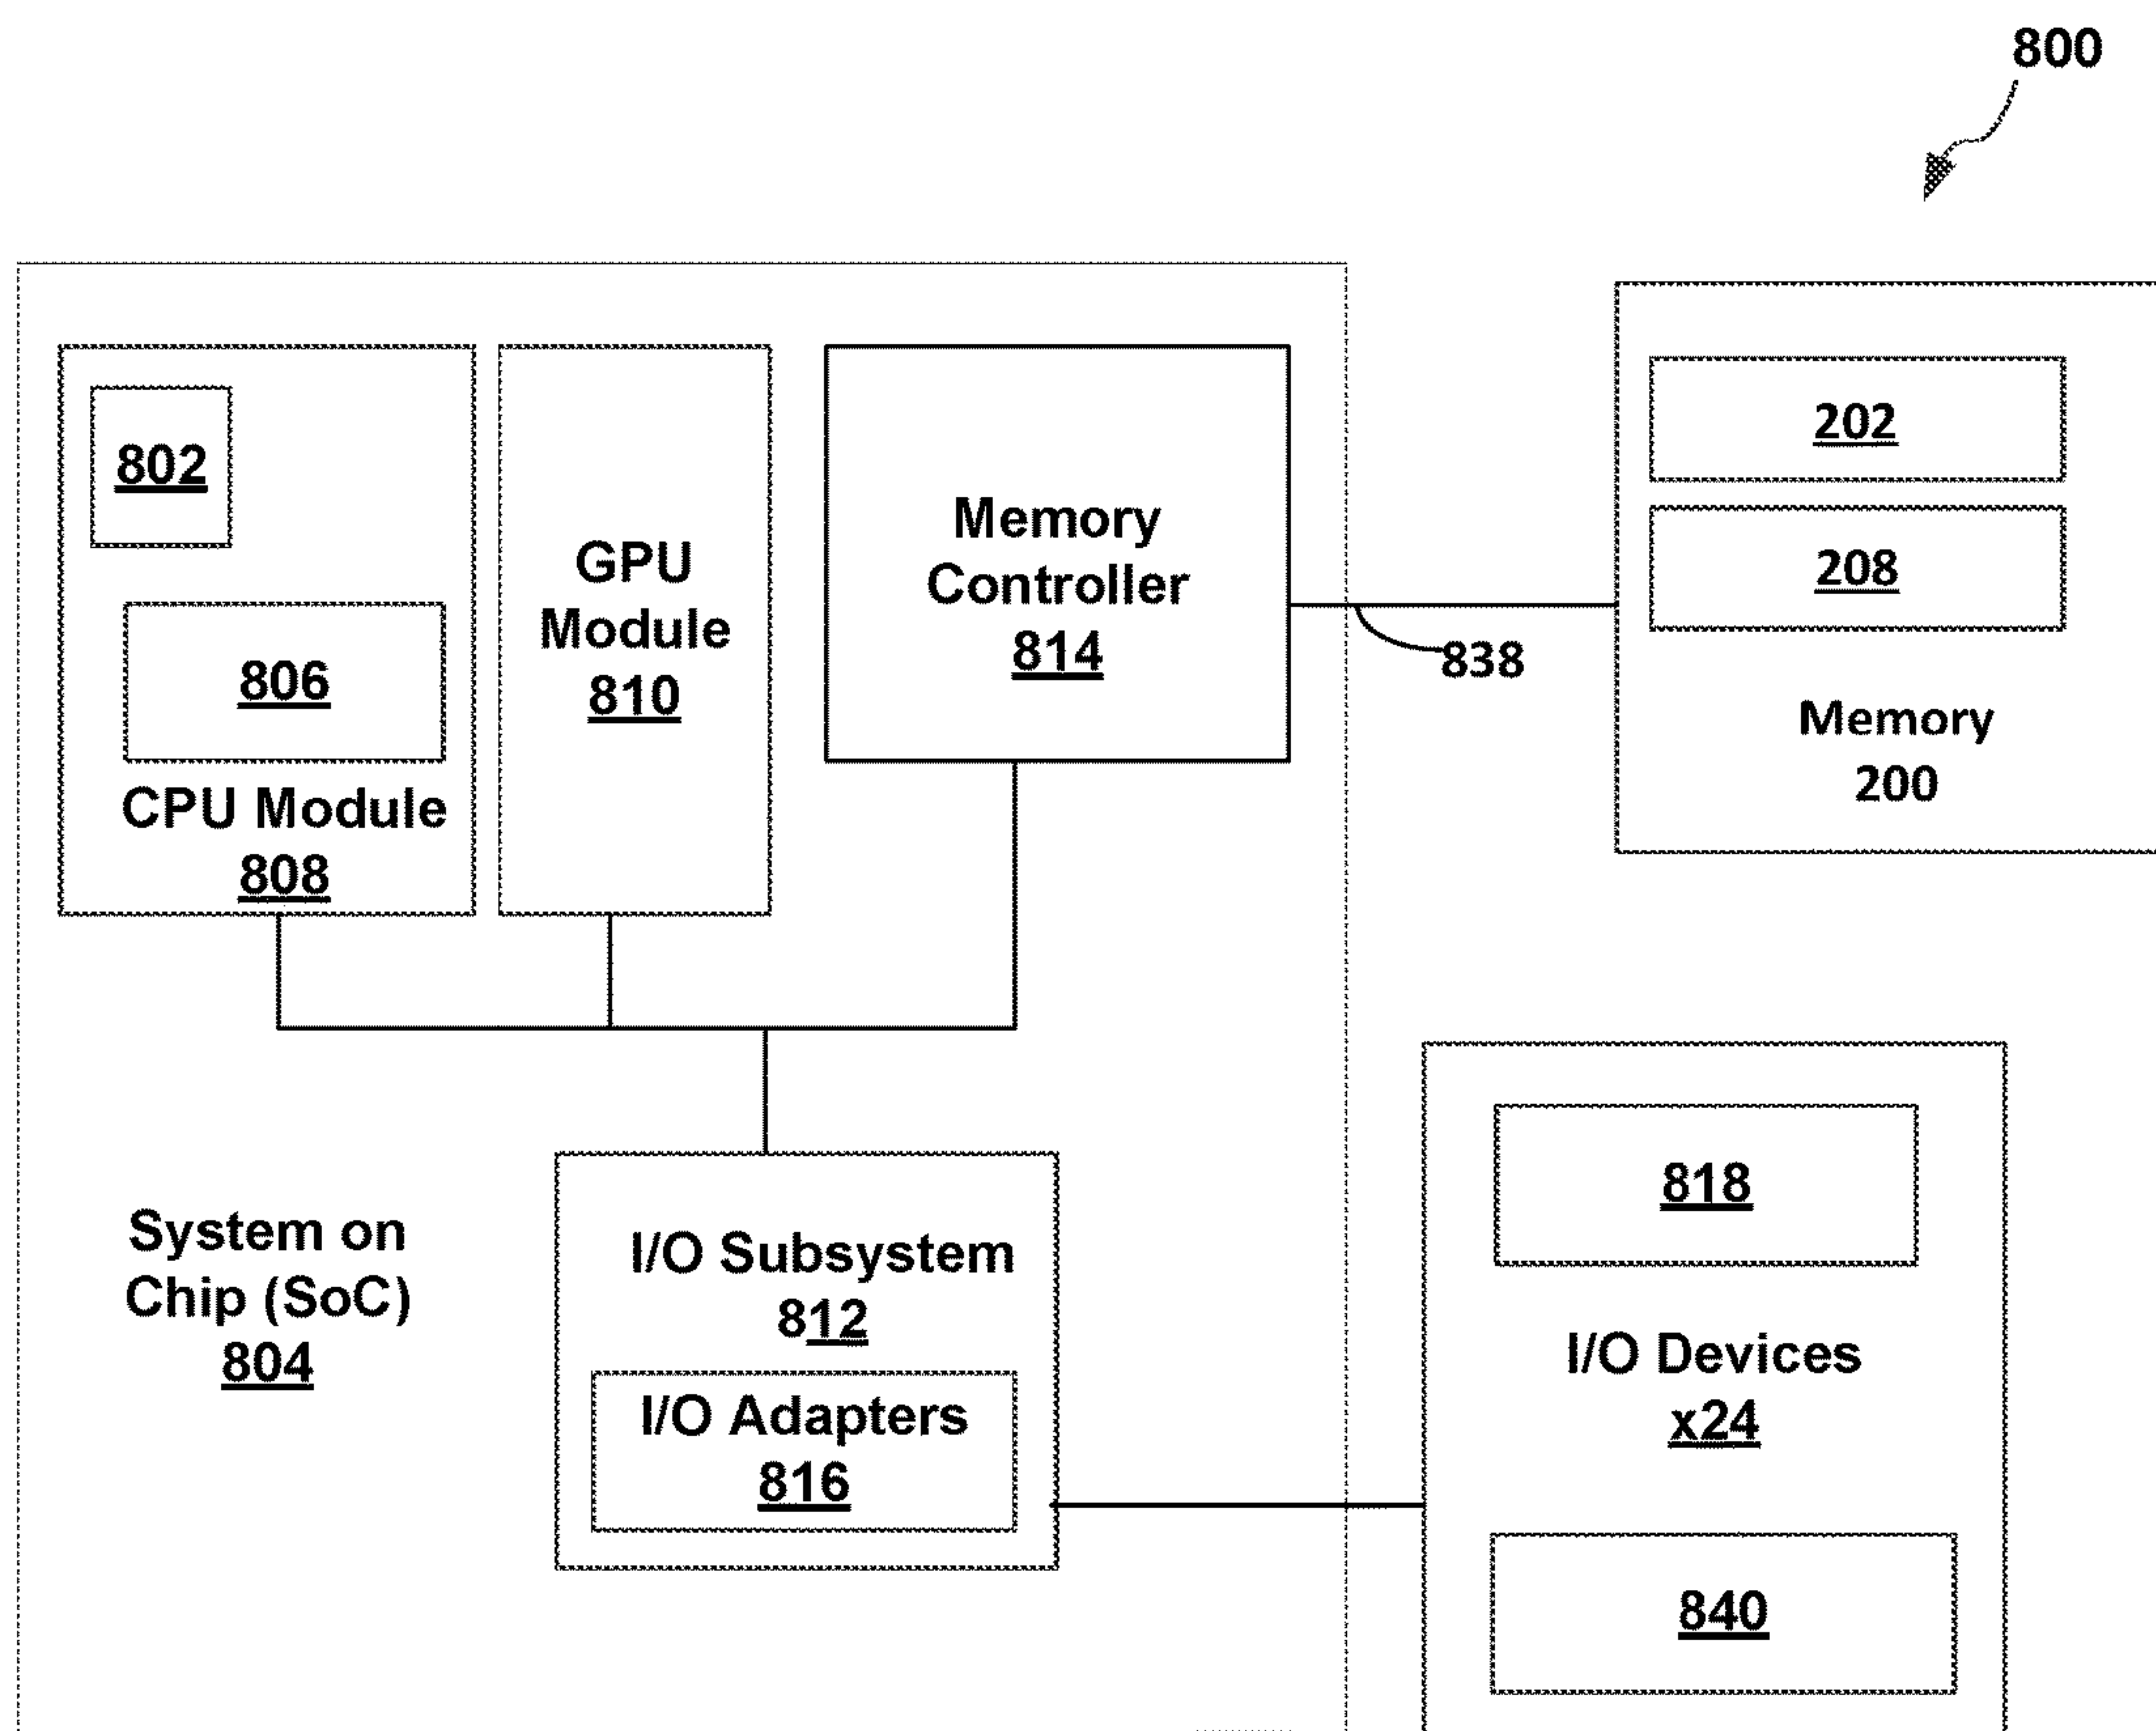 800
802
806
CPU Module
808
GPU
Module
810
Memory
Controller
814
838
202
208
Memory
200
System on
Chip (SoC)
804
I/O Subsystem
812
I/O Adapters
816
818
I/O Devices
x24
840